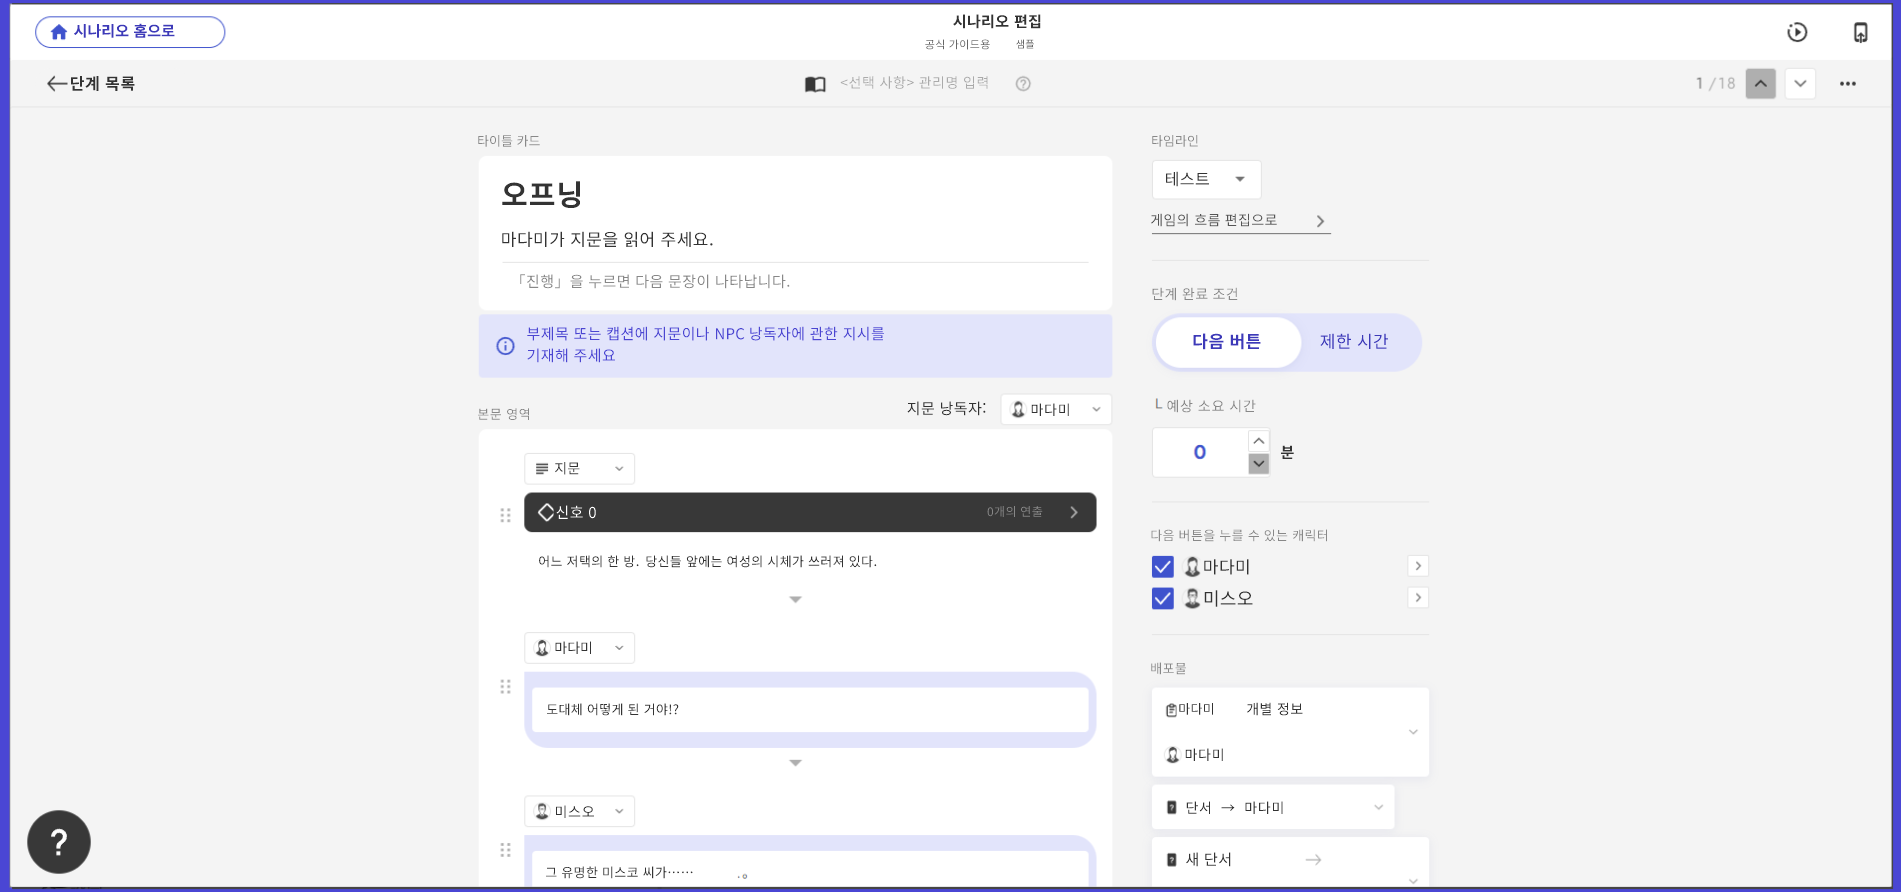 시나리오 홈으로
시나리오 편집
공식 가이드용 샘플
단계 목록
<선택 사항> 관리명 입력
1 / 18
타이틀 카드
오프닝
마다미가 지문을 읽어 주세요.
「진행」을 누르면 다음 문장이 나타납니다.
부제목 또는 캡션에 지문이나 NPC 낭독자에 관한 지시를
기재해 주세요
본문 영역
지문 낭독자:
마다미
지문
신호 0
0개의 연출
어느 저택의 한 방. 당신들 앞에는 여성의 시체가 쓰러져 있다.
마다미
도대체 어떻게 된 거야!?
미스오
그 유명한 미스코 씨가…… .。
타임라인
테스트
게임의 흐름 편집으로
단계 완료 조건
다음 버튼
제한 시간
└ 예상 소요 시간
0
분
다음 버튼을 누를 수 있는 캐릭터
마다미
미스오
배포물
마다미 개별 정보
마다미
단서 → 마다미
새 단서 →
?